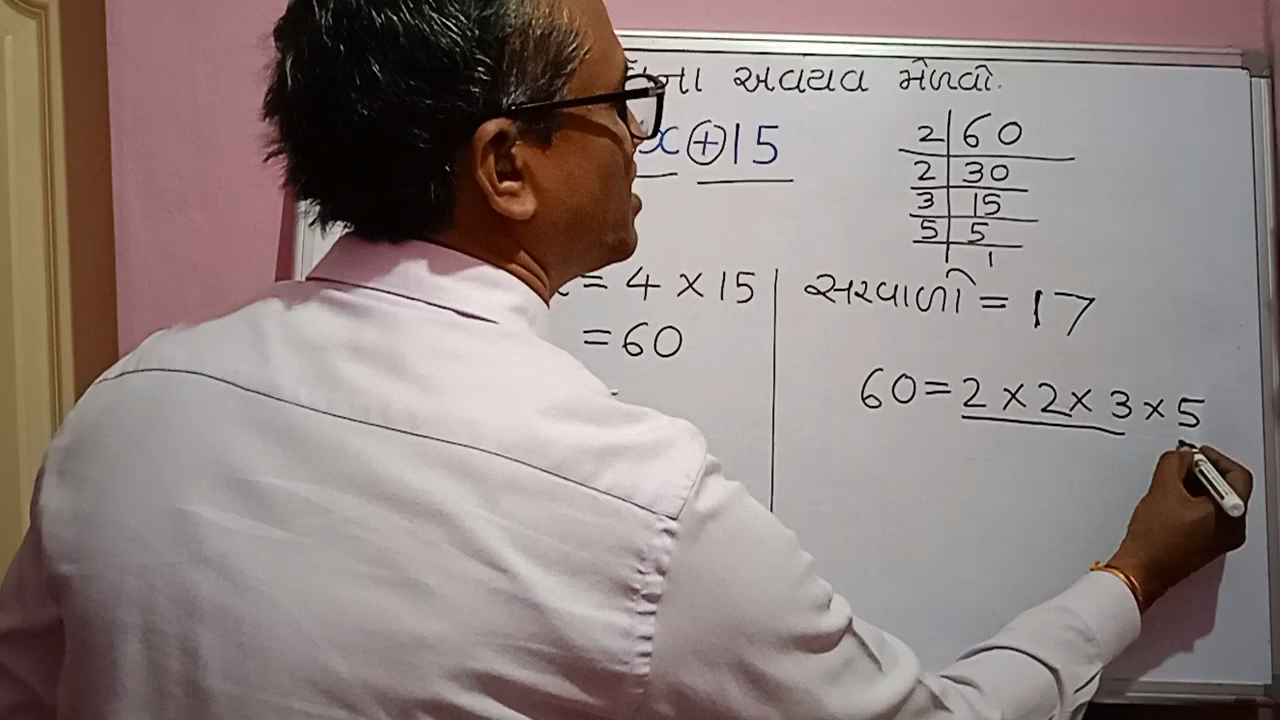 અવયવ મેળવો.
x + 15
2 | 60
2 | 30
3 | 15
5 | 5
1
= 4 × 15
= 60
સરવાળો = 17
60 = 2 × 2 × 3 × 5